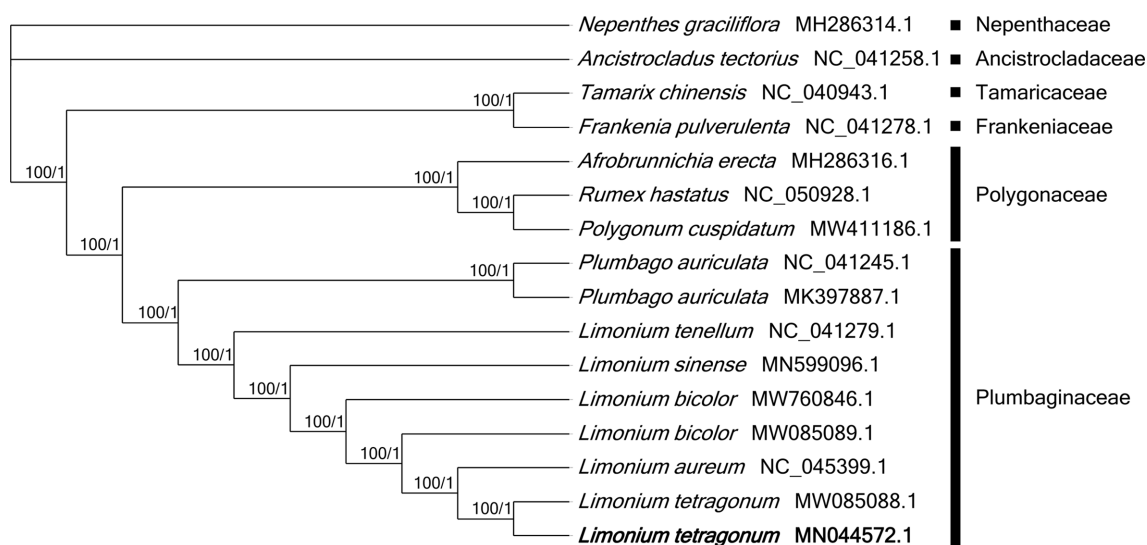 Nepenthes graciliflora MH286314.1 Nepenthaceae
Ancistrocladus tectorius NC_041258.1 Ancistrocladaceae
100/1 Tamarix chinensis NC_040943.1 Tamaricaceae
Frankenia pulverulenta NC_041278.1 Frankeniaceae
100/1 100/1 Afrobrunnichia erecta MH286316.1
100/1 Rumex hastatus NC_050928.1 Polygonaceae
Polygonum cuspidatum MW411186.1
100/1 100/1 Plumbago auriculata NC_041245.1
Plumbago auriculata MK397887.1
100/1 Limonium tenellum NC_041279.1
100/1 Limonium sinense MN599096.1
100/1 Limonium bicolor MW760846.1 Plumbaginaceae
100/1 Limonium bicolor MW085089.1
100/1 Limonium aureum NC_045399.1
100/1 Limonium tetragonum MW085088.1
100/1 Limonium tetragonum MN044572.1